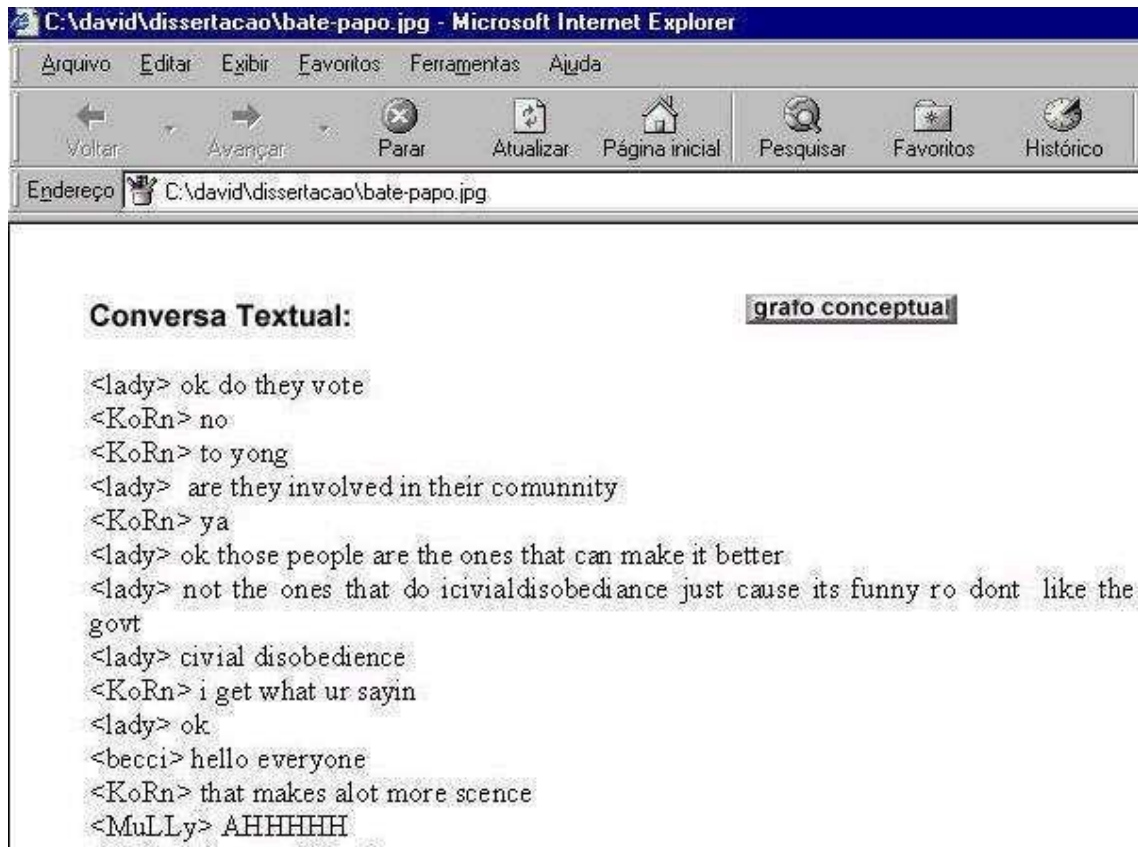 C:\david\dissertacao\bate-papo.jpg - Microsoft Internet Explorer
Arquivo Editar Exibir Favoritos Ferramentas Ajuda
Voltar Avançar Parar Atualizar Página inicial Pesquisar Favoritos Histórico
Endereço C:\david\dissertacao\bate-papo.jpg
Conversa Textual: grafo conceptual
<lady> ok do they vote
<KoRn> no
<KoRn> to yong
<lady> are they involved in their comunnity
<KoRn> ya
<lady> ok those people are the ones that can make it better
<lady> not the ones that do icivialdisobediance just cause its funny ro dont like the
govt
<lady> civial disobedience
<KoRn> i get what ur sayin
<lady> ok
<becci> hello everyone
<KoRn> that makes alot more scence
<MuLLy> AHHHHH